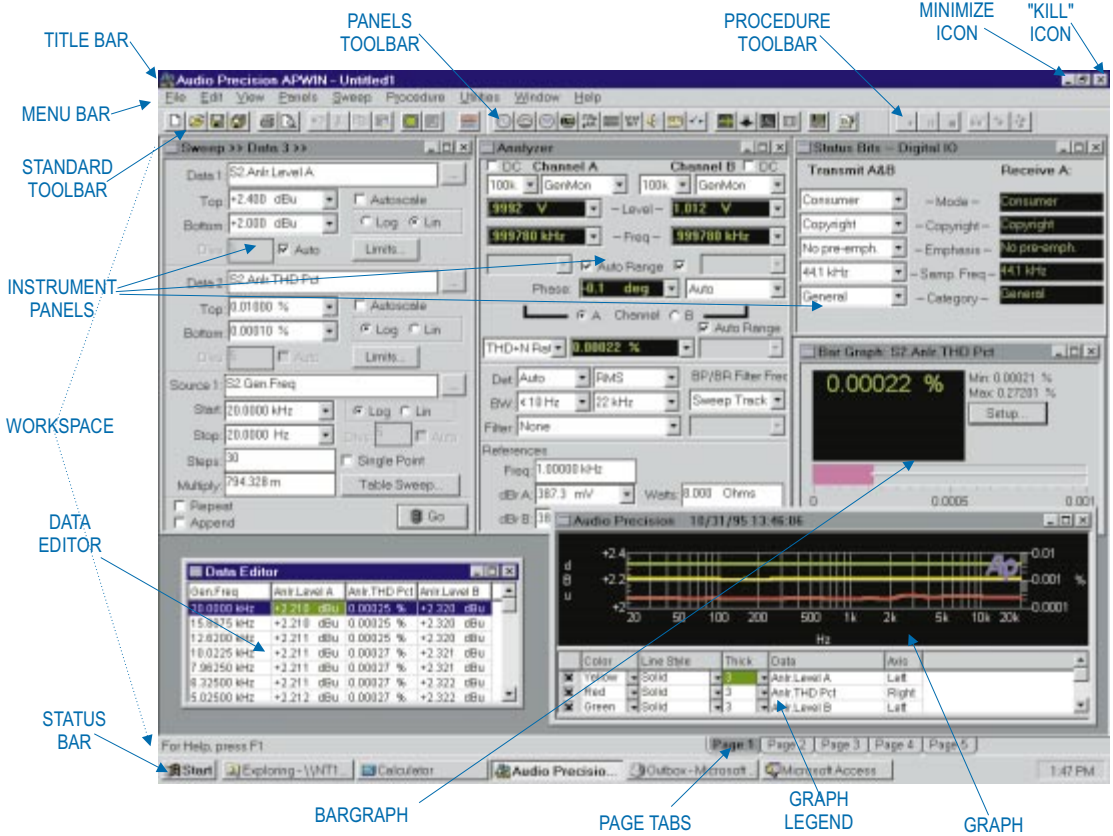 PANELS
TOOLBAR
PROCEDURE
TOOLBAR
MINIMIZE
ICON
"KILL"
ICON
TITLE BAR
MENU BAR
STANDARD
TOOLBAR
INSTRUMENT
PANELS
WORKSPACE
DATA
EDITOR
STATUS
BAR
BARGRAPH
PAGE TABS
GRAPH
LEGEND
GRAPH
Audio Precision APWIN - Untitled1
File Edit View Panels Sweep Procedure Utilities Window Help
Sweep >> Data 3 >>
Data 1: S2.Anlr.Level A ...
Top: +2.400 dBu Autoscale
Bottom: +2.000 dBu Log Lin
Divs: Auto Limits...
Data 2: S2.Anlr.THD Pct ...
Top: 0.01000 % Autoscale
Bottom: 0.00010 % Log Lin
Divs: 5 Auto Limits...
Source 1: S2.Gen.Freq ...
Start: 20.0000 kHz Log Lin
Stop: 20.0000 Hz Divs: 5 Auto
Steps: 30 Single Point
Multiply: 794.328 m Table Sweep...
Repeat
Append
Go
Analyzer
DC Channel A Channel B DC
100k GenMon 100k GenMon
.9992 V - Level - 1.012 V
.999780 kHz - Freq - .999780 kHz
Auto Range
Phase: -0.1 deg Auto
A Channel B
Auto Range
THD+N Rat 0.00022 %
Det: Auto RMS BP/BR Filter Freq
BW: <10 Hz 22 kHz Sweep Track
Filter: None
References
Freq: 1.00000 kHz
dBr A: 387.3 mV Watts: 8.000 Ohms
dBr B: 38
Status Bits - Digital IO
Transmit A&B Receive A:
Consumer - Mode - Consumer
Copyright - Copyright - Copyright
No pre-emph. - Emphasis - No pre-emph.
44.1 kHz - Samp. Freq - 44.1 kHz
General - Category - General
Bar Graph: S2.Anlr.THD Pct
0.00022 %
Min: 0.00021 %
Max: 0.27201 %
Setup...
0 0.0005 0.001
Data Editor
Gen.Freq Anlr.Level A Anlr.THD Pct Anlr.Level B
20.0000 kHz +2.210 dBu 0.00025 % +2.320 dBu
15.8875 kHz +2.210 dBu 0.00025 % +2.320 dBu
12.6200 kHz +2.211 dBu 0.00025 % +2.320 dBu
10.0225 kHz +2.211 dBu 0.00027 % +2.321 dBu
7.96250 kHz +2.211 dBu 0.00027 % +2.321 dBu
6.32500 kHz +2.211 dBu 0.00027 % +2.322 dBu
5.02500 kHz +2.212 dBu 0.00027 % +2.322 dBu
Audio Precision 10/31/95 13:46:06
+2.4
+2.2
+2
d
B
u
0.01
0.001
0.0001
%
Ap
20 50 100 200 500 1k 2k 5k 10k 20k
Hz
Color Line Style Thick Data Axis
Yellow Solid 3 Anlr.Level A Left
Red Solid 3 Anlr.THD Pct Right
Green Solid 3 Anlr.Level B Left
For Help, press F1
Page 1 Page 2 Page 3 Page 4 Page 5
Start Exploring - \\NT1... Calculator Audio Precisio... Outbox - Microsoft... Microsoft Access 1:47 PM